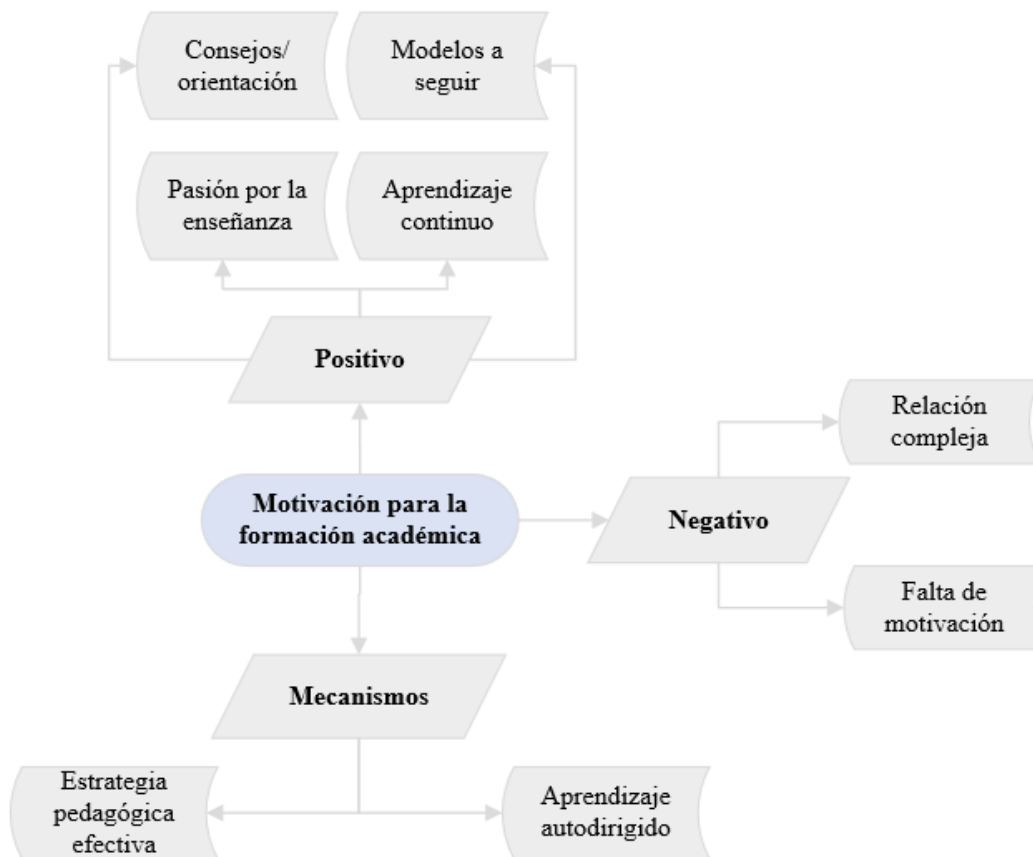 Consejos/
orientación
Modelos a
seguir
Pasión por la
enseñanza
Aprendizaje
continuo
Positivo
Relación
compleja
Motivación para la
formación académica
Negativo
Falta de
motivación
Mecanismos
Estrategia
pedagógica
efectiva
Aprendizaje
autodirigido